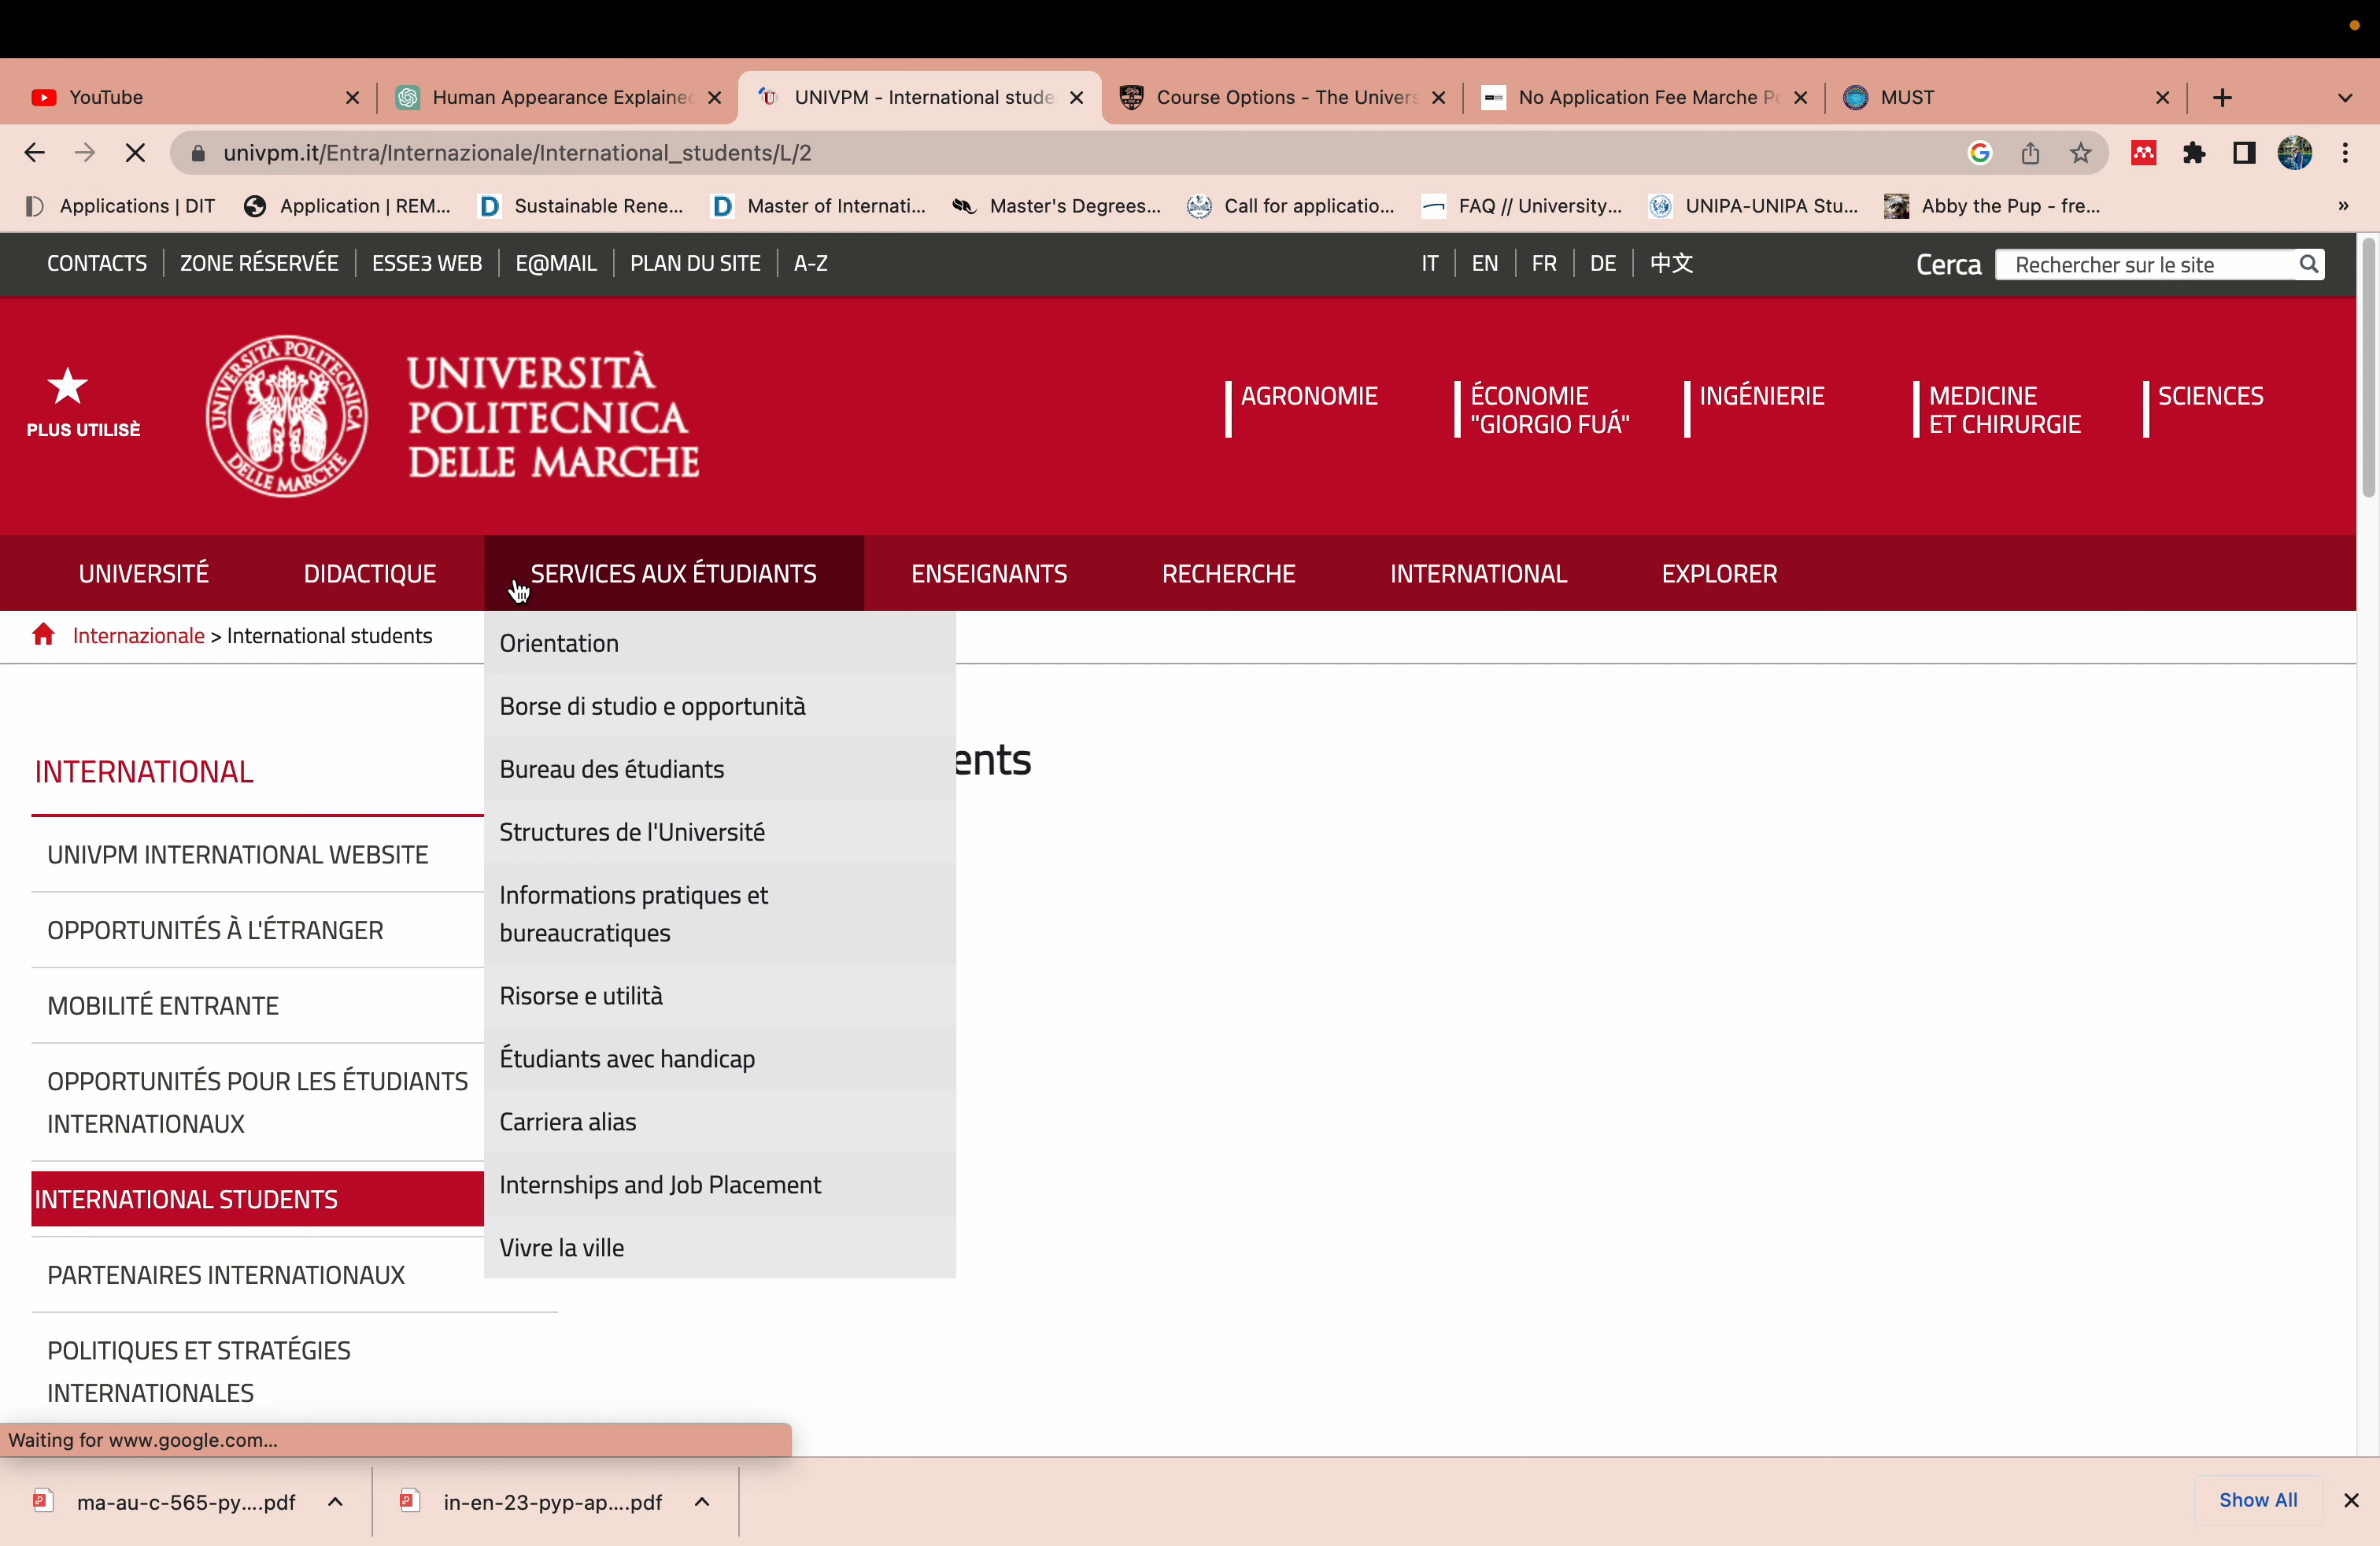 YouTube
Human Appearance Explaine
UNIVPM - International stude
Course Options - The Univers
No Application Fee Marche Po
MUST
univpm.it/Entra/Internazionale/International_students/L/2
Applications | DIT
Application | REM...
Sustainable Rene...
Master of Internati...
Master's Degrees...
Call for applicatio...
FAQ // University...
UNIPA-UNIPA Stu...
Abby the Pup - fre...
CONTACTS
ZONE RÉSERVÉE
ESSE3 WEB
E@MAIL
PLAN DU SITE
A-Z
IT
EN
FR
DE
中文
Cerca
Rechercher sur le site
PLUS UTILISÈ
UNIVERSITÀ POLITECNICA
DELLE MARCHE
UNIVERSITÀ
POLITECNICA
DELLE MARCHE
AGRONOMIE
ÉCONOMIE
"GIORGIO FUÁ"
INGÉNIERIE
MEDICINE
ET CHIRURGIE
SCIENCES
UNIVERSITÉ
DIDACTIQUE
SERVICES AUX ÉTUDIANTS
ENSEIGNANTS
RECHERCHE
INTERNATIONAL
EXPLORER
Internazionale > International students
Orientation
Borse di studio e opportunità
Bureau des étudiants
Structures de l'Université
Informations pratiques et
bureaucratiques
Risorse e utilità
Étudiants avec handicap
Carriera alias
Internships and Job Placement
Vivre la ville
ents
INTERNATIONAL
UNIVPM INTERNATIONAL WEBSITE
OPPORTUNITÉS À L'ÉTRANGER
MOBILITÉ ENTRANTE
OPPORTUNITÉS POUR LES ÉTUDIANTS
INTERNATIONAUX
INTERNATIONAL STUDENTS
PARTENAIRES INTERNATIONAUX
POLITIQUES ET STRATÉGIES
INTERNATIONALES
Waiting for www.google.com...
ma-au-c-565-py....pdf
in-en-23-pyp-ap....pdf
Show All